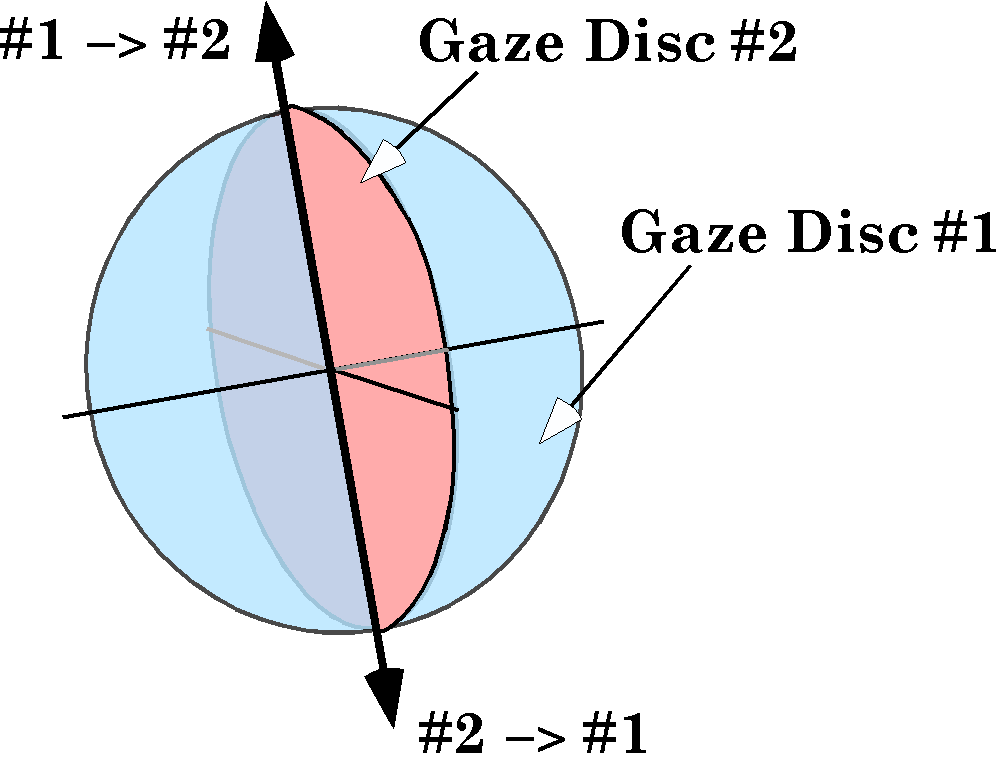 #1 –> #2
Gaze Disc #2
Gaze Disc #1
#2 –> #1